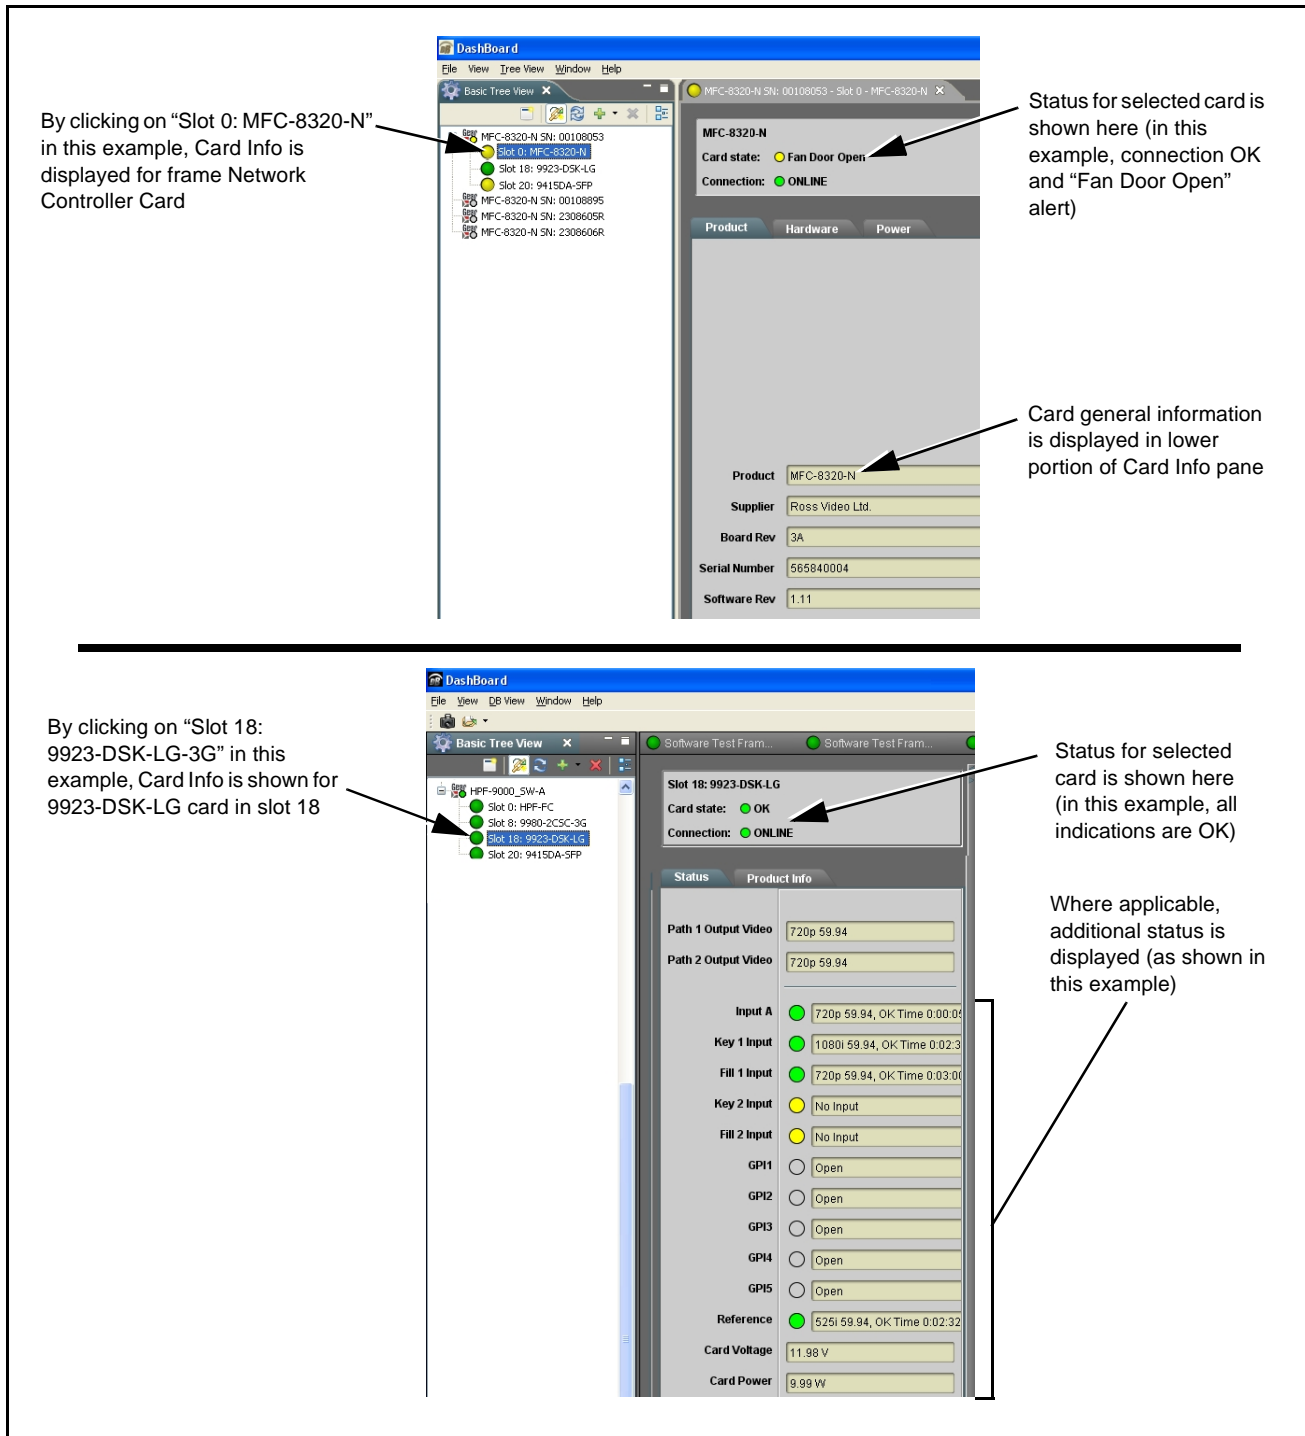 DashBoard
File View Tree View Window Help
Basic Tree View
MFC-8320-N SN: 00108053 - Slot 0 - MFC-8320-N
MFC-8320-N SN: 00108053
Slot 0: MFC-8320-N
Slot 18: 9923-DSK-LG
Slot 20: 9415DA-SFP
MFC-8320-N SN: 00108895
MFC-8320-N SN: 2308605R
MFC-8320-N SN: 2308606R
By clicking on “Slot 0: MFC-8320-N”
in this example, Card Info is
displayed for frame Network
Controller Card
MFC-8320-N
Card state: Fan Door Open
Connection: ONLINE
Status for selected card is
shown here (in this
example, connection OK
and “Fan Door Open”
alert)
Product Hardware Power
Card general information
is displayed in lower
portion of Card Info pane
Product MFC-8320-N
Supplier Ross Video Ltd.
Board Rev 3A
Serial Number 565840004
Software Rev 1.11
DashBoard
File View DB View Window Help
Basic Tree View
Software Test Fram... Software Test Fram...
By clicking on “Slot 18:
9923-DSK-LG-3G” in this
example, Card Info is shown for
9923-DSK-LG card in slot 18
HPF-9000_SW-A
Slot 0: HPF-FC
Slot 8: 9980-2CSC-3G
Slot 18: 9923-DSK-LG
Slot 20: 9415DA-SFP
Slot 18: 9923-DSK-LG
Card state: OK
Connection: ONLINE
Status for selected
card is shown here
(in this example, all
indications are OK)
Status Product Info
Where applicable,
additional status is
displayed (as shown in
this example)
Path 1 Output Video 720p 59.94
Path 2 Output Video 720p 59.94
Input A 720p 59.94, OK Time 0:00:05
Key 1 Input 1080i 59.94, OK Time 0:02:3
Fill 1 Input 720p 59.94, OK Time 0:03:00
Key 2 Input No Input
Fill 2 Input No Input
GPI1 Open
GPI2 Open
GPI3 Open
GPI4 Open
GPI5 Open
Reference 525i 59.94, OK Time 0:02:32
Card Voltage 11.98 V
Card Power 9.99 W